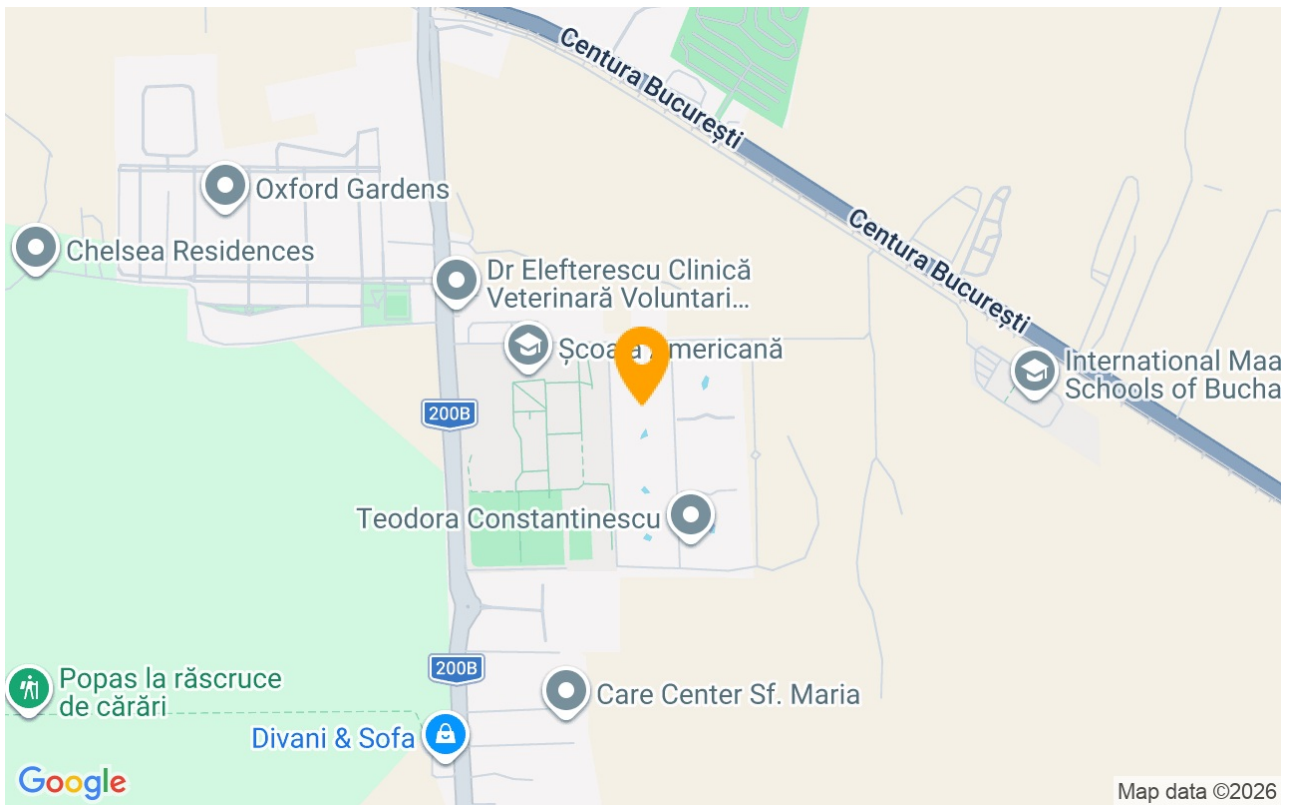 Centura București
Oxford Gardens
Centura București
Chelsea Residences
Dr Elefterescu Clinică
Veterinară Voluntari...
Școala Americană
International Maa
Schools of Bucha
200B
Teodora Constantinescu
200B
Popas la răscruce
de cărări
Care Center Sf. Maria
Divani & Sofa
Google
Map data ©2026